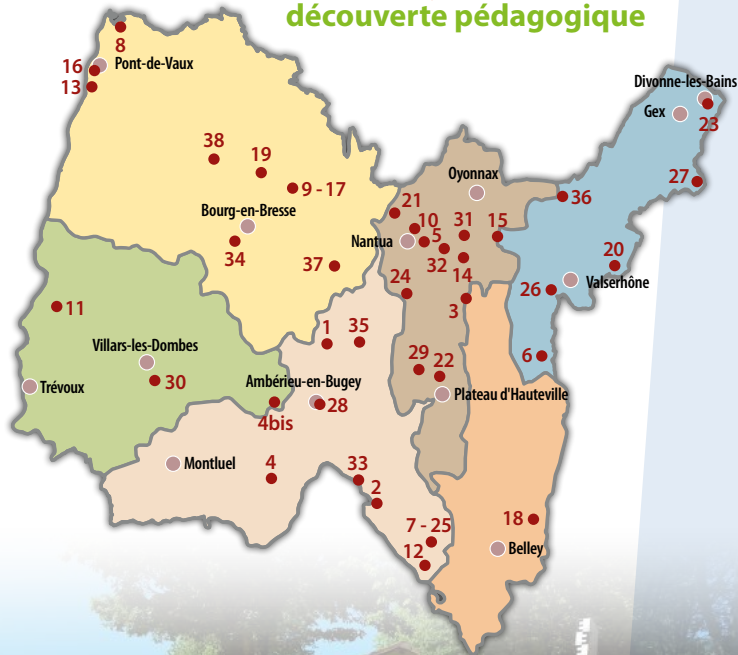 découverte pédagogique
8
16
Pont-de-Vaux
13
Divonne-les-Bains
Gex
23
38
19
9 - 17
Oyonnax
27
36
21
Bourg-en-Bresse
10
31
15
Nantua
5
34
32
14
20
37
24
26
Valserhône
3
11
1
35
6
Villars-les-Dombes
29
22
Trévoux
30
Ambérieu-en-Bugey
28
Plateau d'Hauteville
4bis
Montluel
4
33
2
7 - 25
18
12
Belley